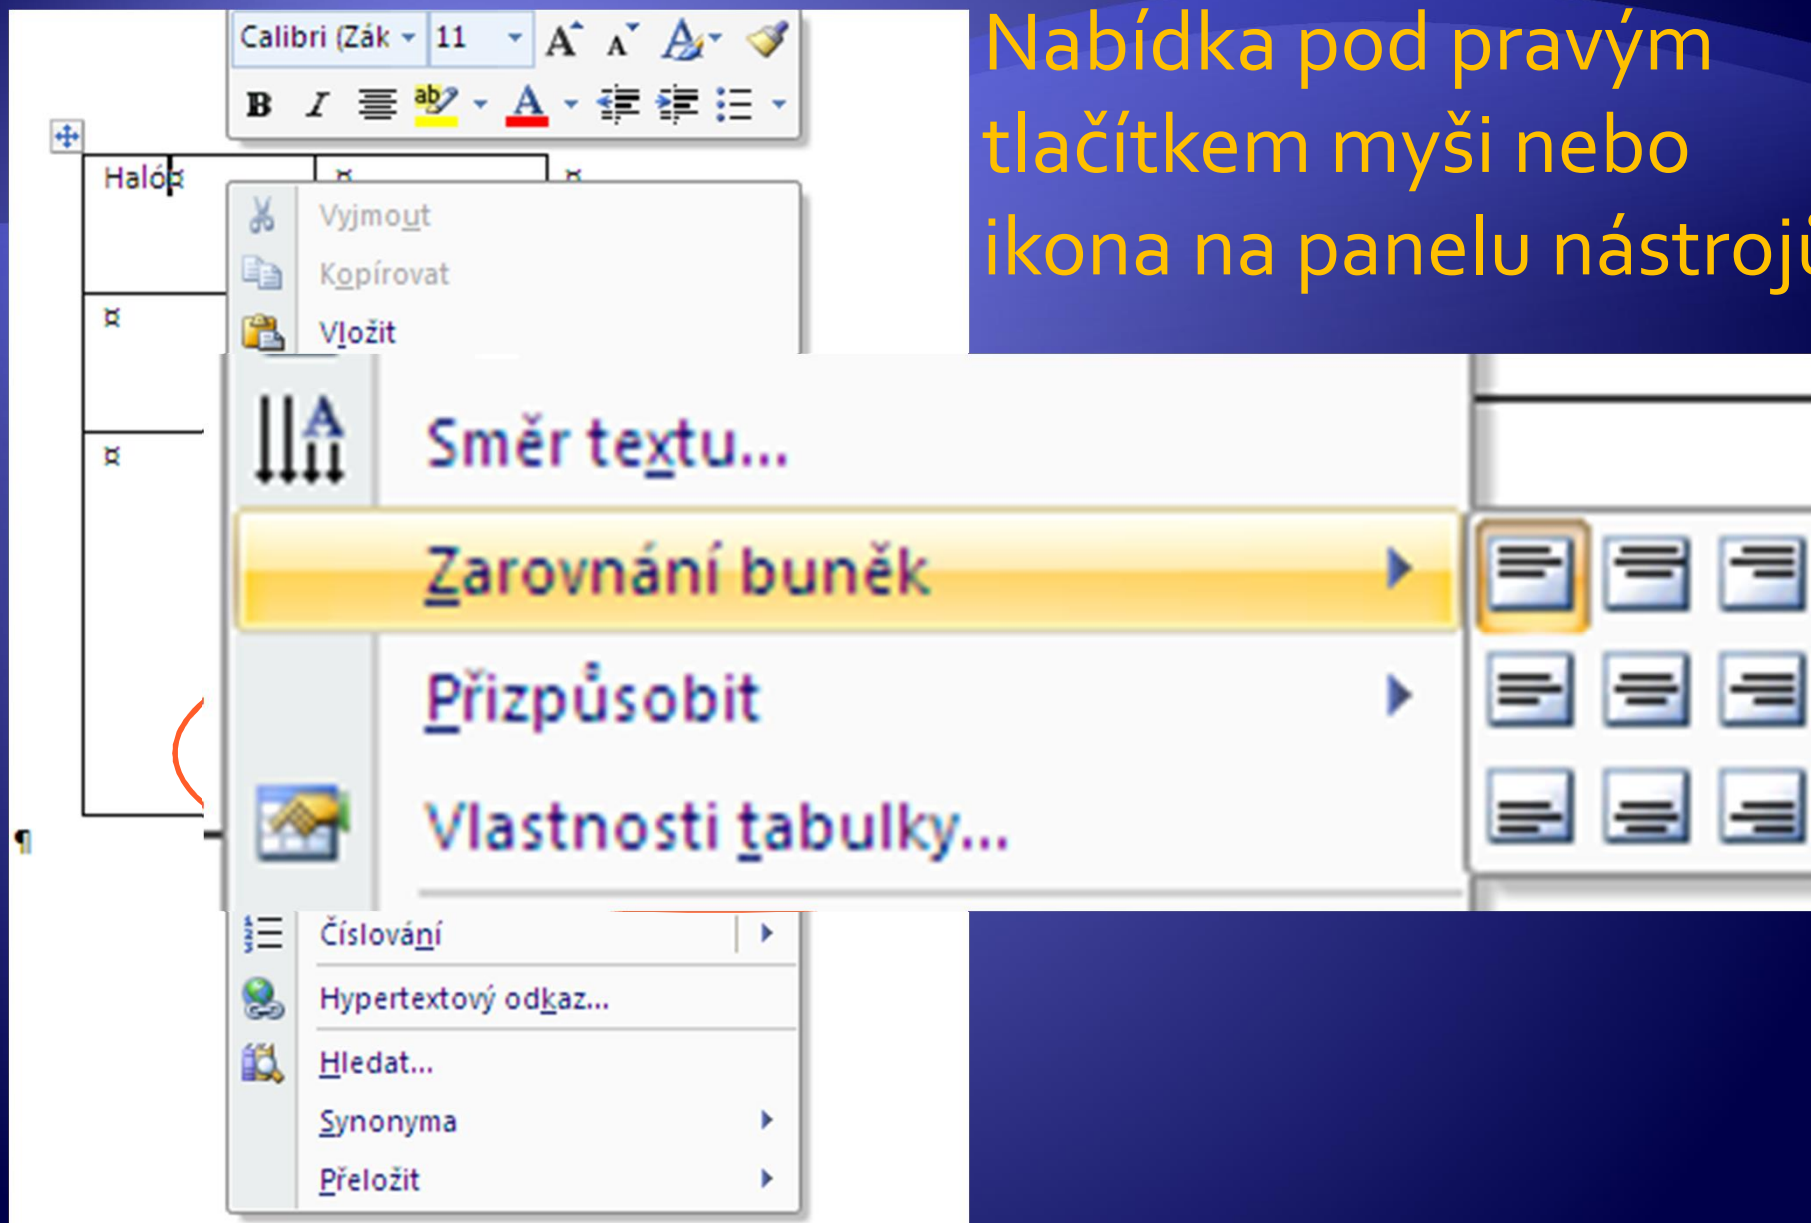 Nabídka pod pravým
tlačítkem myši nebo
ikona na panelu nástrojů
Calibri (Zák 11
Haló¤ ¤ ¤
¤
¤
¶
Vyjmout
Kopírovat
Vložit
Směr textu...
Zarovnání buněk
Přizpůsobit
Vlastnosti tabulky...
Číslování
Hypertextový odkaz...
Hledat...
Synonyma
Přeložit